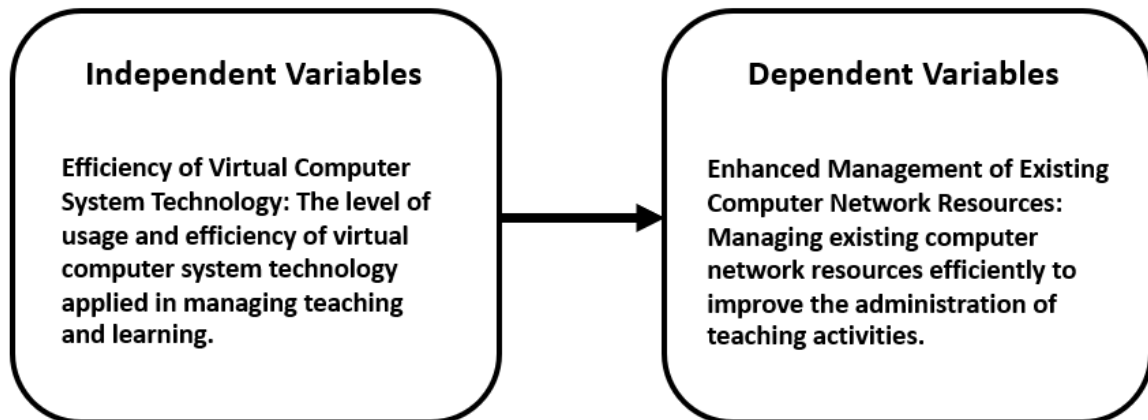 Independent Variables
Efficiency of Virtual Computer
System Technology: The level of
usage and efficiency of virtual
computer system technology
applied in managing teaching
and learning.
Dependent Variables
Enhanced Management of Existing
Computer Network Resources:
Managing existing computer
network resources efficiently to
improve the administration of
teaching activities.